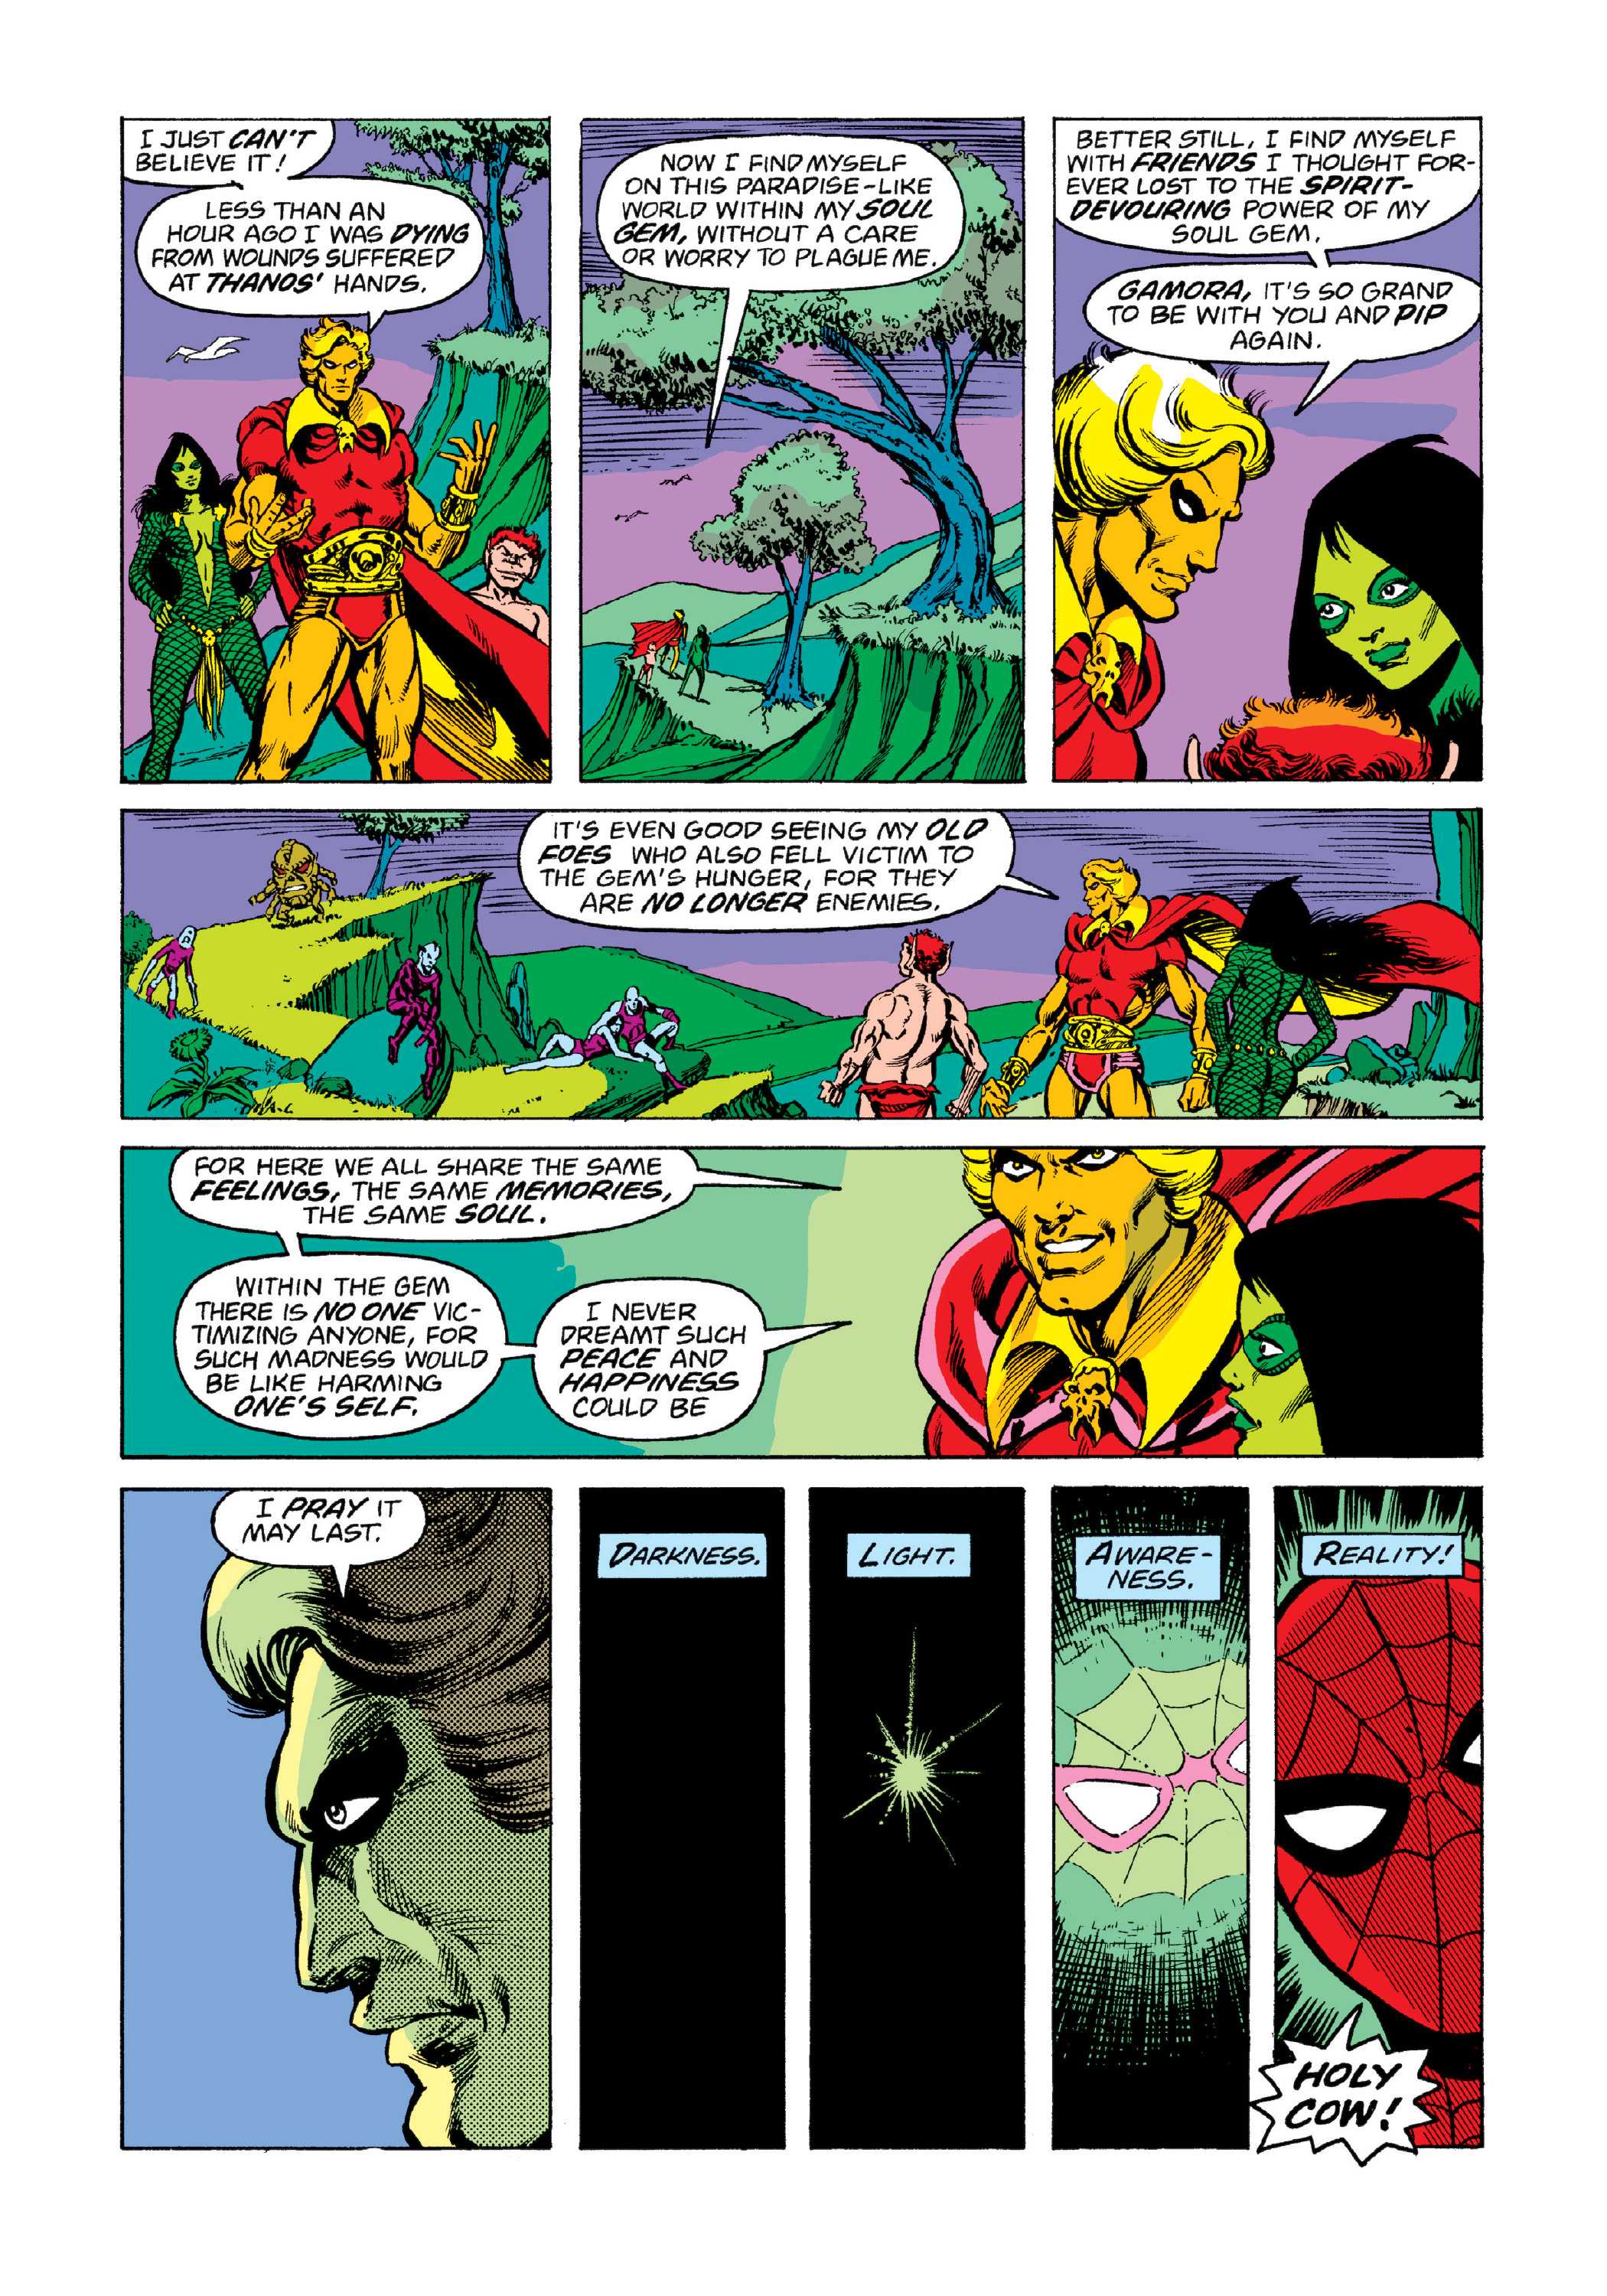 I JUST CAN'T
BELIEVE IT!
LESS THAN AN
HOUR AGO I WAS DYING
FROM WOUNDS SUFFERED
AT THANOS' HANDS.
NOW I FIND MYSELF
ON THIS PARADISE-LIKE
WORLD WITHIN MY SOUL
GEM, WITHOUT A CARE
OR WORRY TO PLAGUE ME.
BETTER STILL, I FIND MYSELF
WITH FRIENDS I THOUGHT FOR-
EVER LOST TO THE SPIRIT-
DEVOURING POWER OF MY
SOUL GEM.
GAMORA, IT'S SO GRAND
TO BE WITH YOU AND PIP
AGAIN.
IT'S EVEN GOOD SEEING MY OLD
FOES WHO ALSO FELL VICTIM TO
THE GEM'S HUNGER, FOR THEY
ARE NO LONGER ENEMIES.
FOR HERE WE ALL SHARE THE SAME
FEELINGS, THE SAME MEMORIES,
THE SAME SOUL.
WITHIN THE GEM
THERE IS NO ONE VIC-
TIMIZING ANYONE, FOR
SUCH MADNESS WOULD
BE LIKE HARMING
ONE'S SELF.
I NEVER
DREAMT SUCH
PEACE AND
HAPPINESS
COULD BE
I PRAY IT
MAY LAST.
DARKNESS.
LIGHT.
AWARE-
NESS.
REALITY!
HOLY
COW!